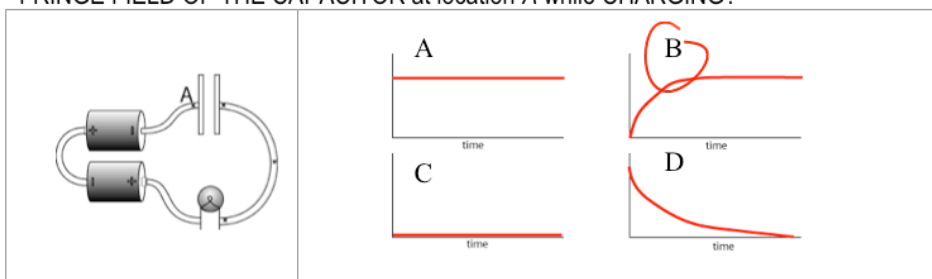 FRINGE FIELD OF THE CAPACITOR at location A while CHARGING?
A
B
time
time
C
D
time
time
A
+
-
-
+